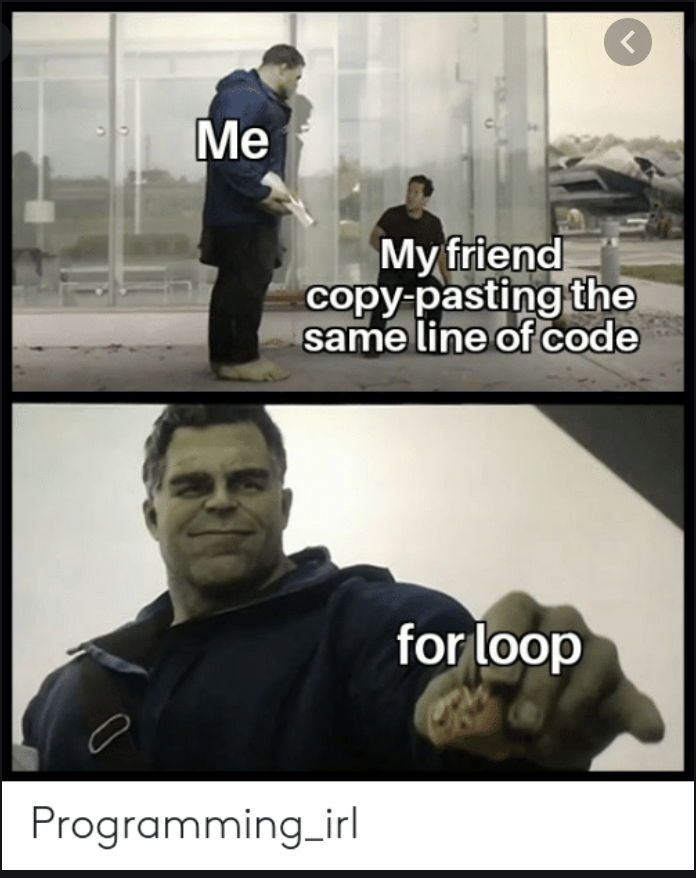 Me
My friend
copy-pasting the
same line of code
for loop
Programming_irl